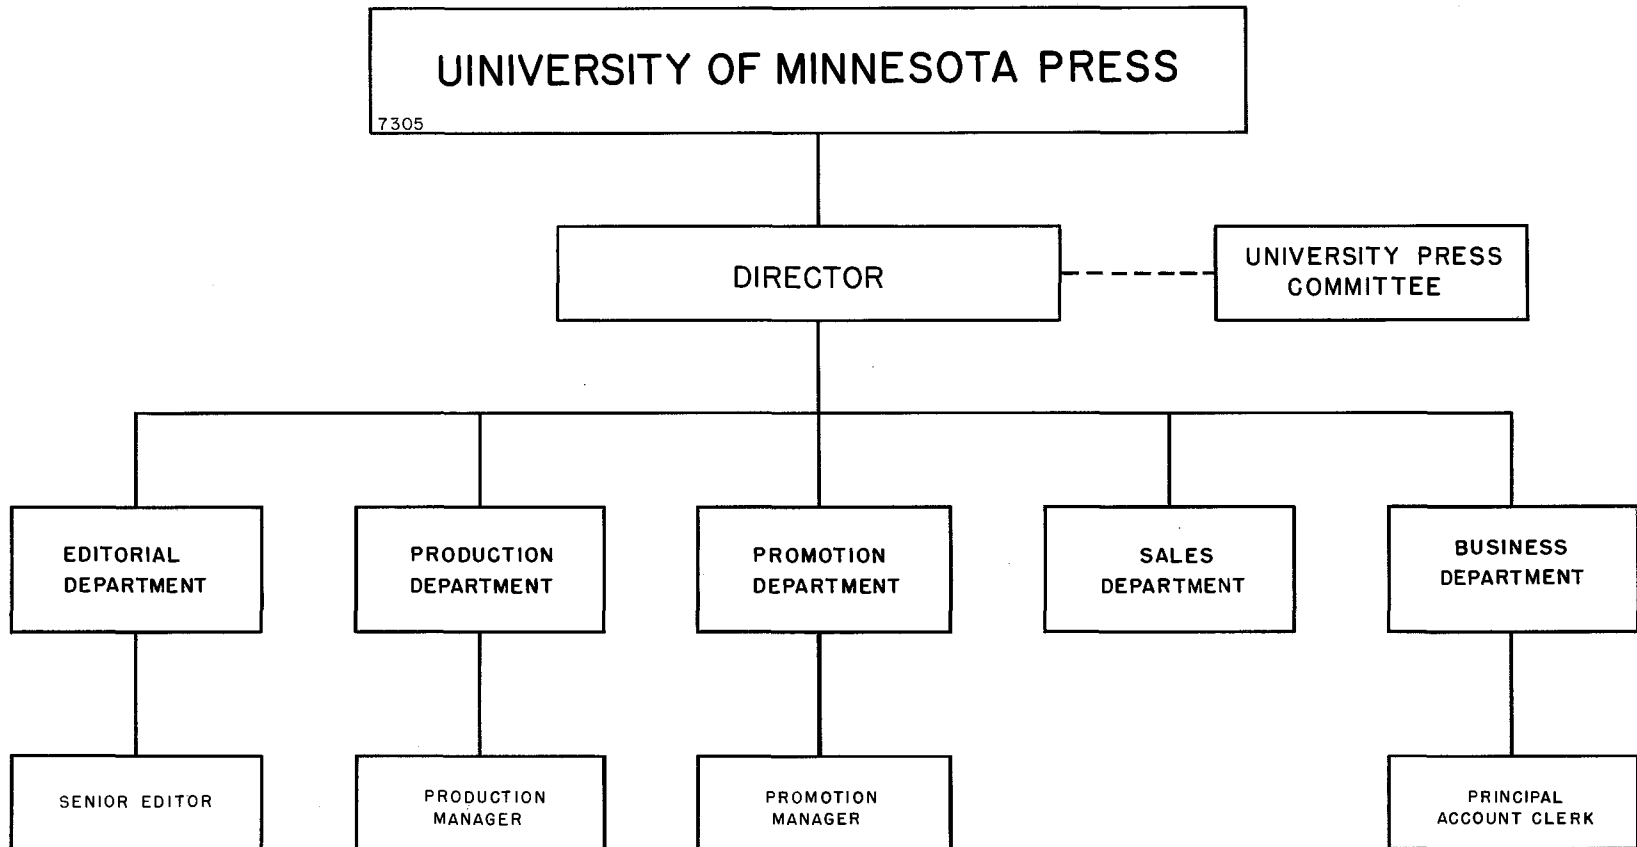 UINIVERSITY OF MINNESOTA PRESS
7305
DIRECTOR
UNIVERSITY PRESS
COMMITTEE
EDITORIAL
DEPARTMENT
PRODUCTION
DEPARTMENT
PROMOTION
DEPARTMENT
SALES
DEPARTMENT
BUSINESS
DEPARTMENT
SENIOR EDITOR
PRODUCTION
MANAGER
PROMOTION
MANAGER
PRINCIPAL
ACCOUNT CLERK